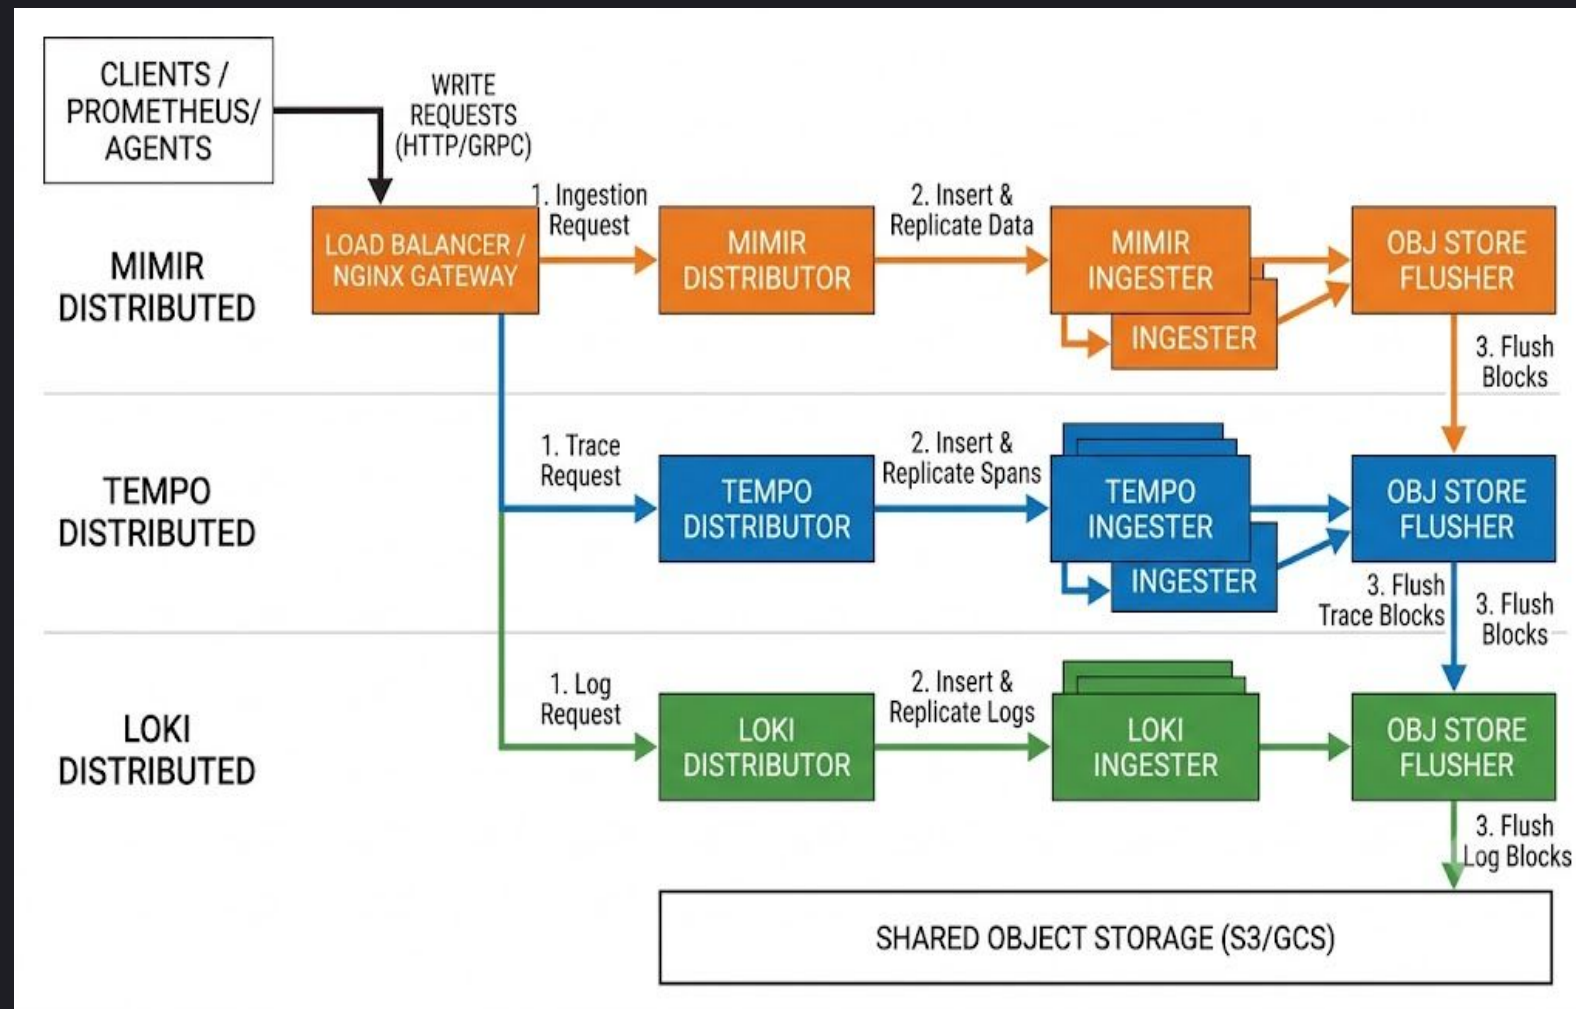 CLIENTS /
PROMETHEUS/
AGENTS
WRITE
REQUESTS
(HTTP/GRPC)
MIMIR
DISTRIBUTED
LOAD BALANCER /
NGINX GATEWAY
1. Ingestion
Request
MIMIR
DISTRIBUTOR
2. Insert &
Replicate Data
MIMIR
INGESTER
INGESTER
OBJ STORE
FLUSHER
3. Flush
Blocks
TEMPO
DISTRIBUTED
1. Trace
Request
TEMPO
DISTRIBUTOR
2. Insert &
Replicate Spans
TEMPO
INGESTER
INGESTER
OBJ STORE
FLUSHER
3. Flush
Trace Blocks
3. Flush
Blocks
LOKI
DISTRIBUTED
1. Log
Request
LOKI
DISTRIBUTOR
2. Insert &
Replicate Logs
LOKI
INGESTER
OBJ STORE
FLUSHER
3. Flush
Log Blocks
SHARED OBJECT STORAGE (S3/GCS)